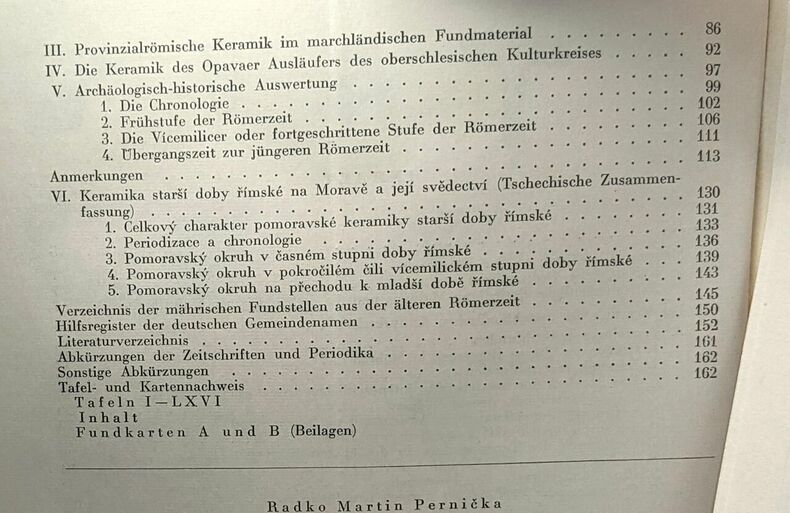 III. Provinzialrömische Keramik im marchländischen Fundmaterial . . . . . . . . 86
IV. Die Keramik des Opavaer Ausläufers des oberschlesischen Kulturkreises . . . . . 92
V. Archäologisch-historische Auswertung . . . . . . . . . . . . . . . . 97
1. Die Chronologie . . . . . . . . . . . . . . . . . . . . . 99
2. Frühstufe der Römerzeit . . . . . . . . . . . . . . . . . . 102
3. Die Vícemilicer oder fortgeschrittene Stufe der Römerzeit . . . . . . . . 106
4. Übergangszeit zur jüngeren Römerzeit . . . . . . . . . . . . . . 111
Anmerkungen . . . . . . . . . . . . . . . . . . . . . . . . 113
VI. Keramika starší doby římské na Moravě a její svědectví (Tschechische Zusammen-
fassung) . . . . . . . . . . . . . . . . . . . . . . . . 130
1. Celkový charakter pomoravské keramiky starší doby římské . . . . . . . 131
2. Periodizace a chronologie . . . . . . . . . . . . . . . . . 133
3. Pomoravský okruh v časném stupni doby římské . . . . . . . . . . 136
4. Pomoravský okruh v pokročilém čili vícemilickém stupni doby římské . . . . 139
5. Pomoravský okruh na přechodu k mladší době římské . . . . . . . . . 143
Verzeichnis der mährischen Fundstellen aus der älteren Römerzeit . . . . . . . . 145
Hilfsregister der deutschen Gemeindenamen . . . . . . . . . . . . . . . 150
Literaturverzeichnis . . . . . . . . . . . . . . . . . . . . . . 152
Abkürzungen der Zeitschriften und Periodika . . . . . . . . . . . . . . 161
Sonstige Abkürzungen . . . . . . . . . . . . . . . . . . . . . 162
Tafel- und Kartennachweis . . . . . . . . . . . . . . . . . . . 162
Tafeln I—LXVI
Inhalt
Fundkarten A und B (Beilagen)
Radko Martin Pernička